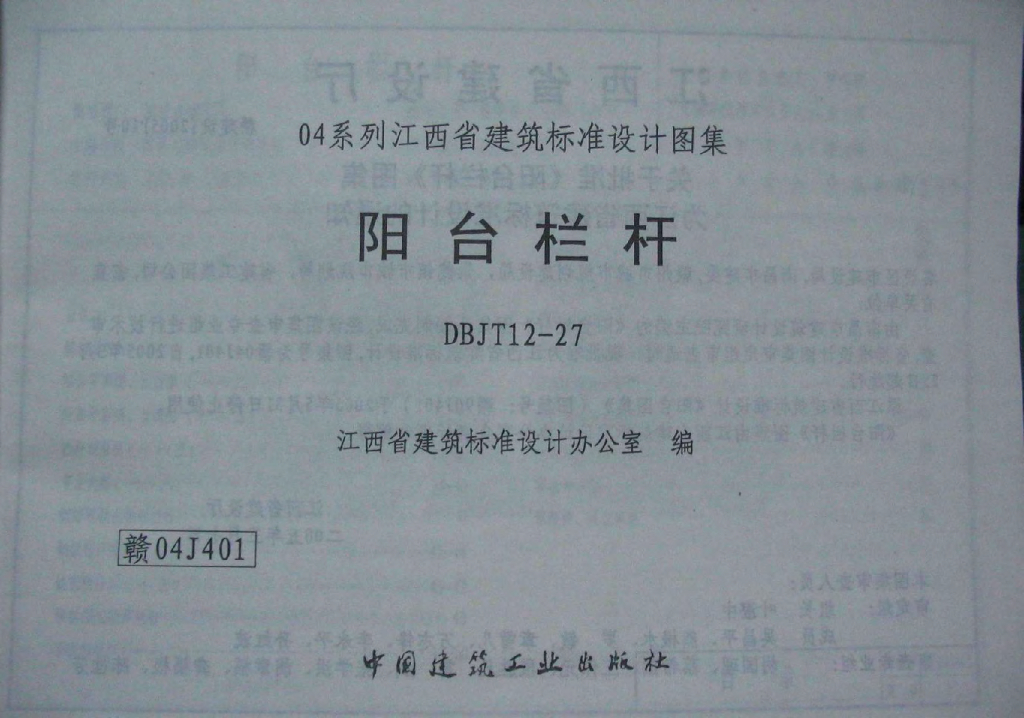 04系列江西省建筑标准设计图集
阳台栏杆
DBJT12-27
江西省建筑标准设计办公室 编
赣04J401
中国建筑工业出版社